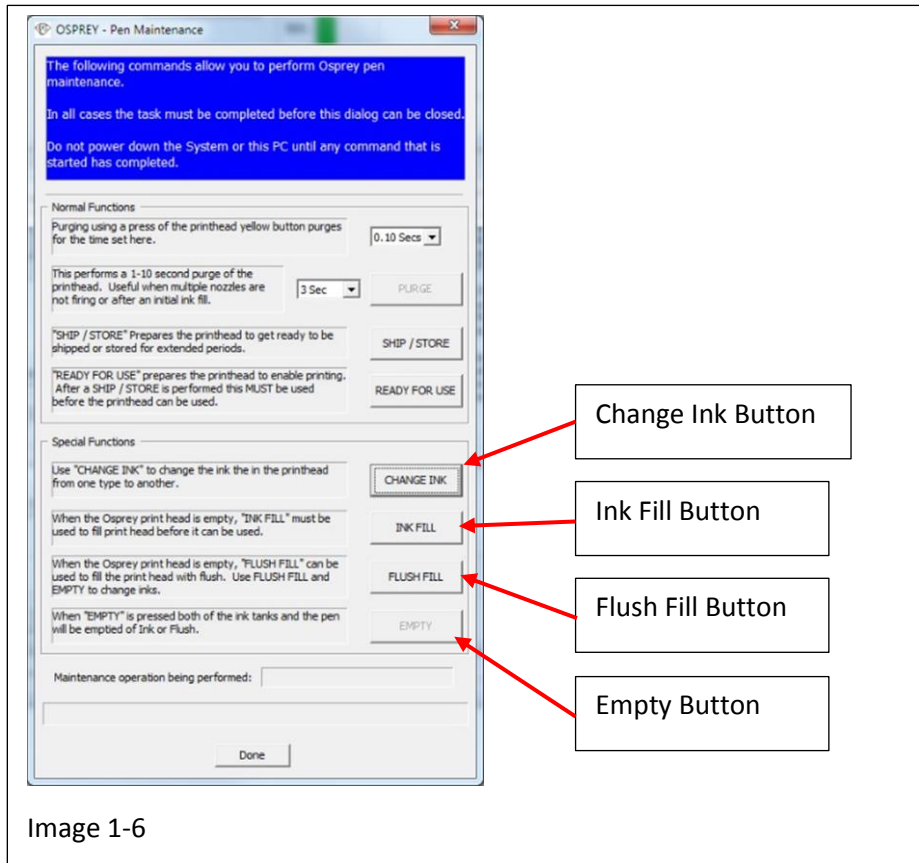 OSPREY - Pen Maintenance
The following commands allow you to perform Osprey pen
maintenance.
In all cases the task must be completed before this dialog can be closed.
Do not power down the System or this PC until any command that is
started has completed.
Normal Functions
Purging using a press of the printhead yellow button purges
for the time set here.
0.10 Secs
This performs a 1-10 second purge of the
printhead. Useful when multiple nozzles are
not firing or after an initial ink fill.
3 Sec
PURGE
"SHIP / STORE" Prepares the printhead to get ready to be
shipped or stored for extended periods.
SHIP / STORE
"READY FOR USE" prepares the printhead to enable printing.
After a SHIP / STORE is performed this MUST be used
before the printhead can be used.
READY FOR USE
Special Functions
Use "CHANGE INK" to change the ink the in the printhead
from one type to another.
CHANGE INK
When the Osprey print head is empty, "INK FILL" must be
used to fill print head before it can be used.
INK FILL
When the Osprey print head is empty, "FLUSH FILL" can be
used to fill the print head with flush. Use FLUSH FILL and
EMPTY to change inks.
FLUSH FILL
When "EMPTY" is pressed both of the ink tanks and the pen
will be emptied of Ink or Flush.
EMPTY
Maintenance operation being performed:
Done
Change Ink Button
Ink Fill Button
Flush Fill Button
Empty Button
Image 1-6